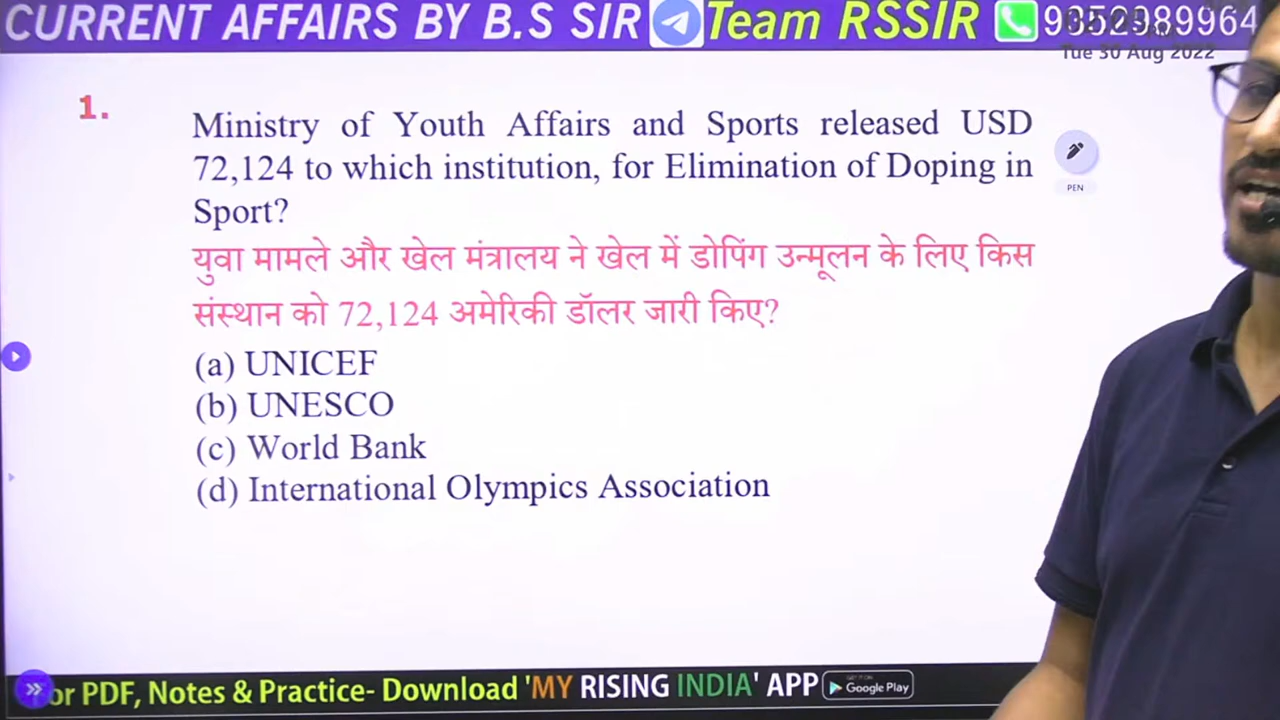 CURRENT AFFAIRS BY B.S SIR Team RSSIR 9352989964
Tue 30 Aug 2022
1.
Ministry of Youth Affairs and Sports released USD
72,124 to which institution, for Elimination of Doping in
Sport?
युवा मामले और खेल मंत्रालय ने खेल में डोपिंग उन्मूलन के लिए किस
संस्थान को 72,124 अमेरिकी डॉलर जारी किए?
PEN
(a) UNICEF
(b) UNESCO
(c) World Bank
(d) International Olympics Association
or PDF, Notes & Practice- Download 'MY RISING INDIA' APP GET IT ON Google Play